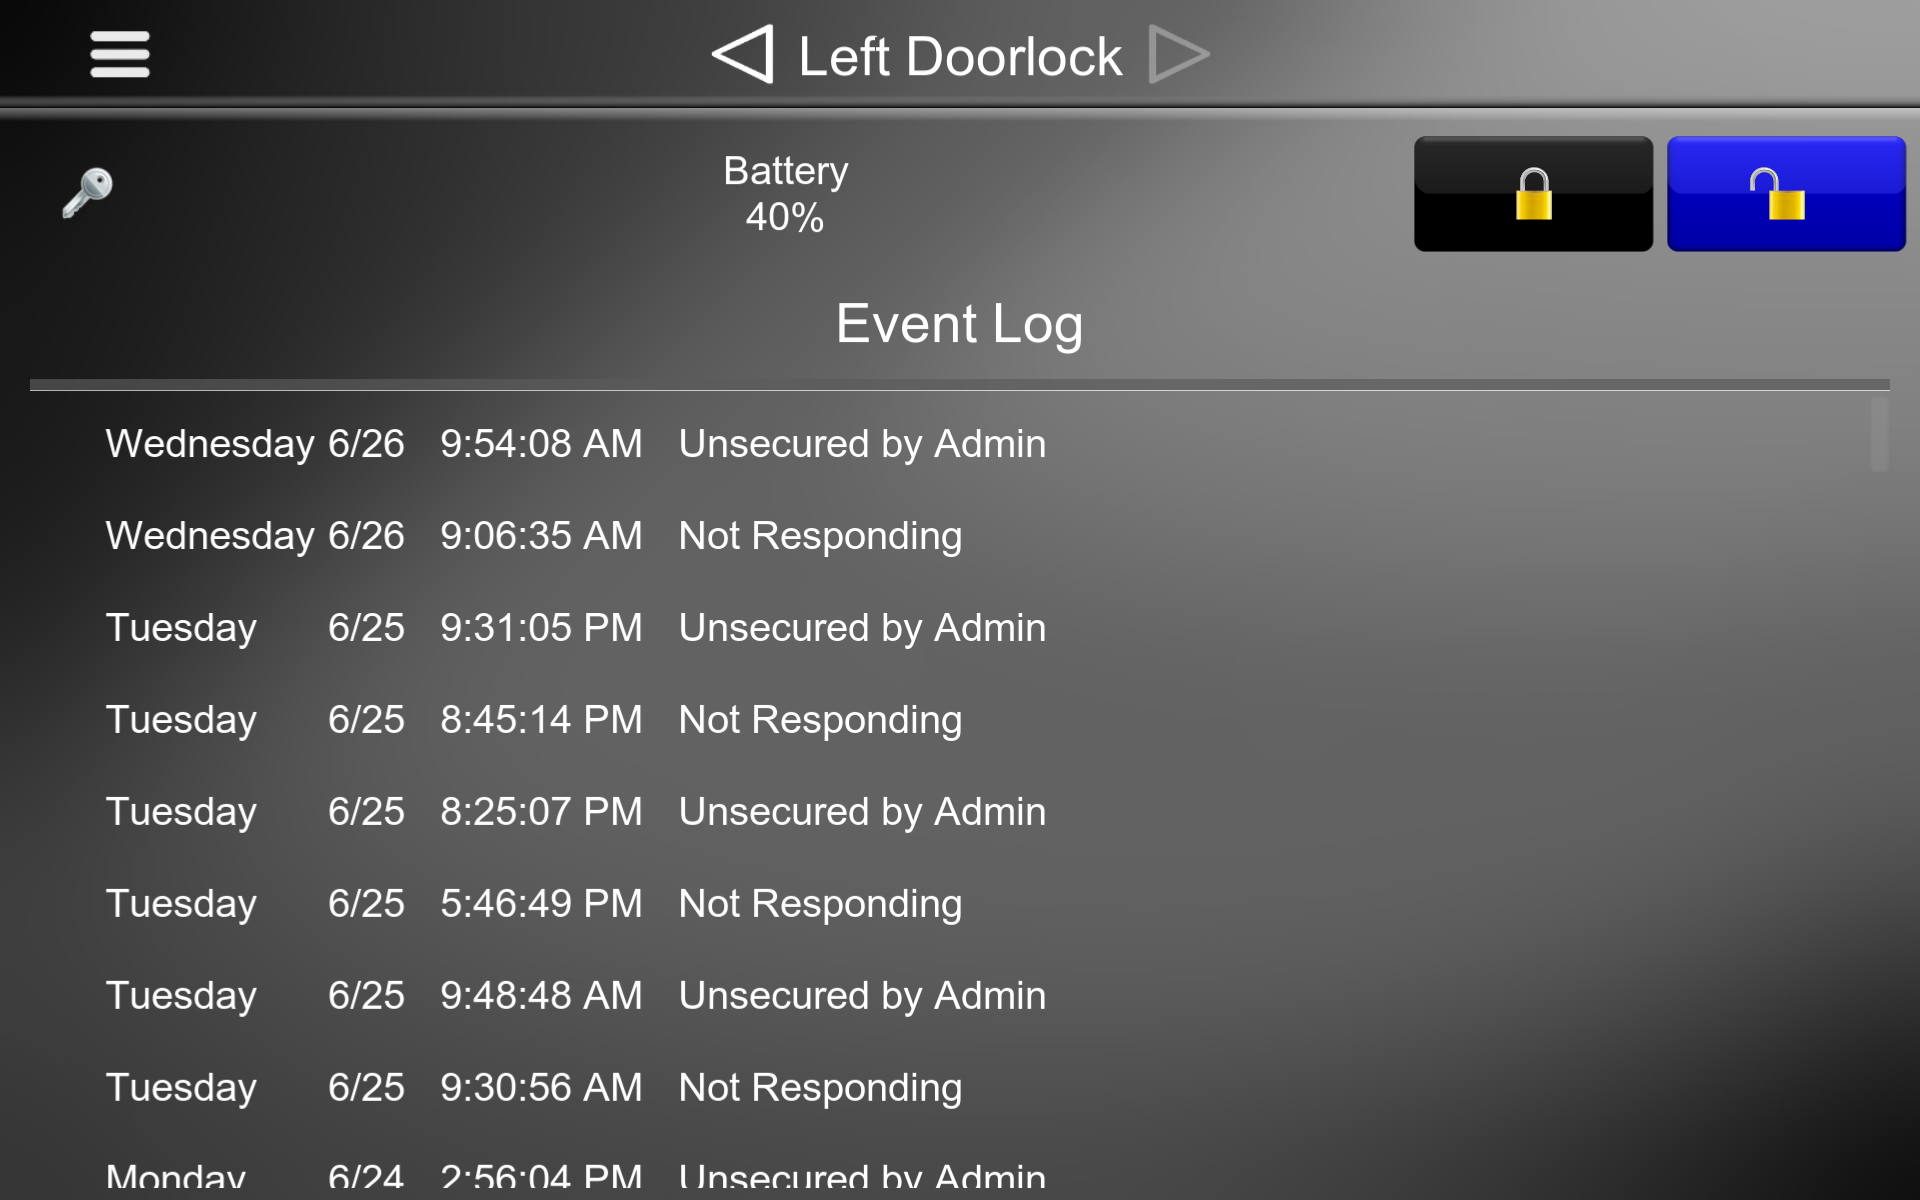 Left Doorlock
Battery
40%
Event Log
Wednesday 6/26 9:54:08 AM Unsecured by Admin
Wednesday 6/26 9:06:35 AM Not Responding
Tuesday 6/25 9:31:05 PM Unsecured by Admin
Tuesday 6/25 8:45:14 PM Not Responding
Tuesday 6/25 8:25:07 PM Unsecured by Admin
Tuesday 6/25 5:46:49 PM Not Responding
Tuesday 6/25 9:48:48 AM Unsecured by Admin
Tuesday 6/25 9:30:56 AM Not Responding
Monday 6/24 2:56:04 PM Unsecured by Admin